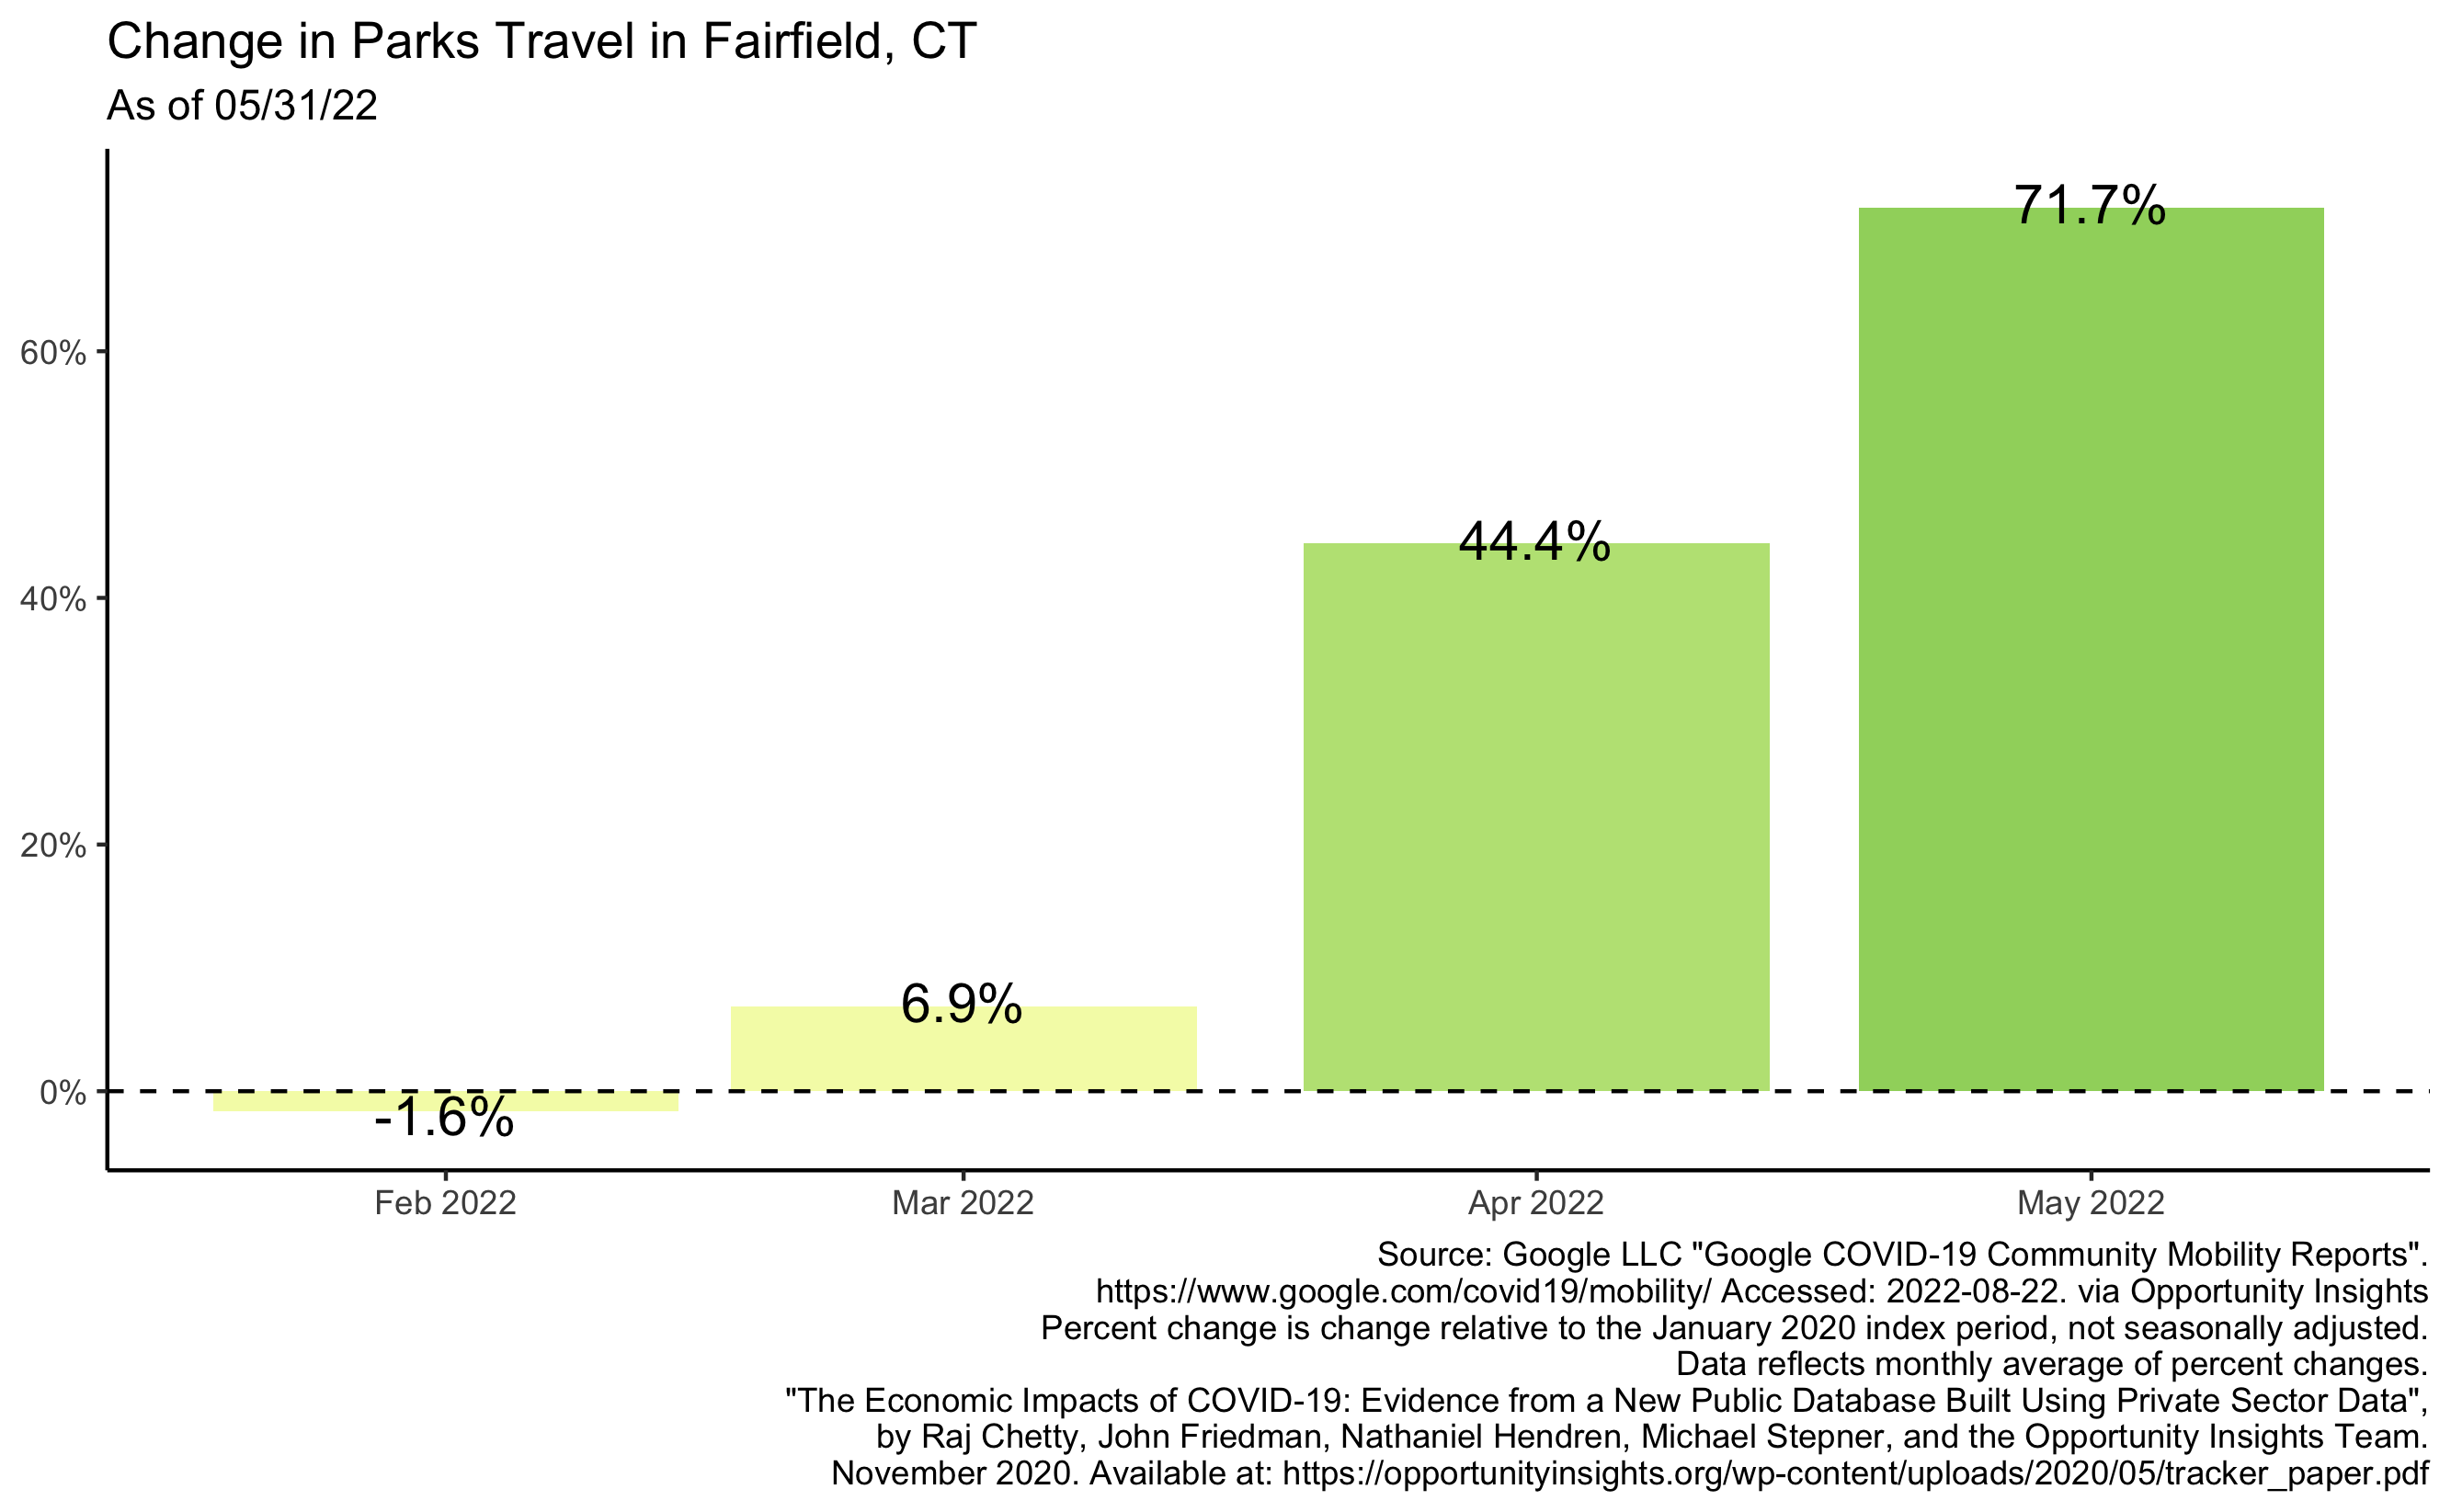 Change in Parks Travel in Fairfield, CT
As of 05/31/22
71.7%
60%
44.4%
40%
20%
6.9%
0%
-1.6%
Feb 2022 Mar 2022 Apr 2022 May 2022
Source: Google LLC "Google COVID-19 Community Mobility Reports".
https://www.google.com/covid19/mobility/ Accessed: 2022-08-22. via Opportunity Insights
Percent change is change relative to the January 2020 index period, not seasonally adjusted.
Data reflects monthly average of percent changes.
"The Economic Impacts of COVID-19: Evidence from a New Public Database Built Using Private Sector Data",
by Raj Chetty, John Friedman, Nathaniel Hendren, Michael Stepner, and the Opportunity Insights Team.
November 2020. Available at: https://opportunityinsights.org/wp-content/uploads/2020/05/tracker_paper.pdf